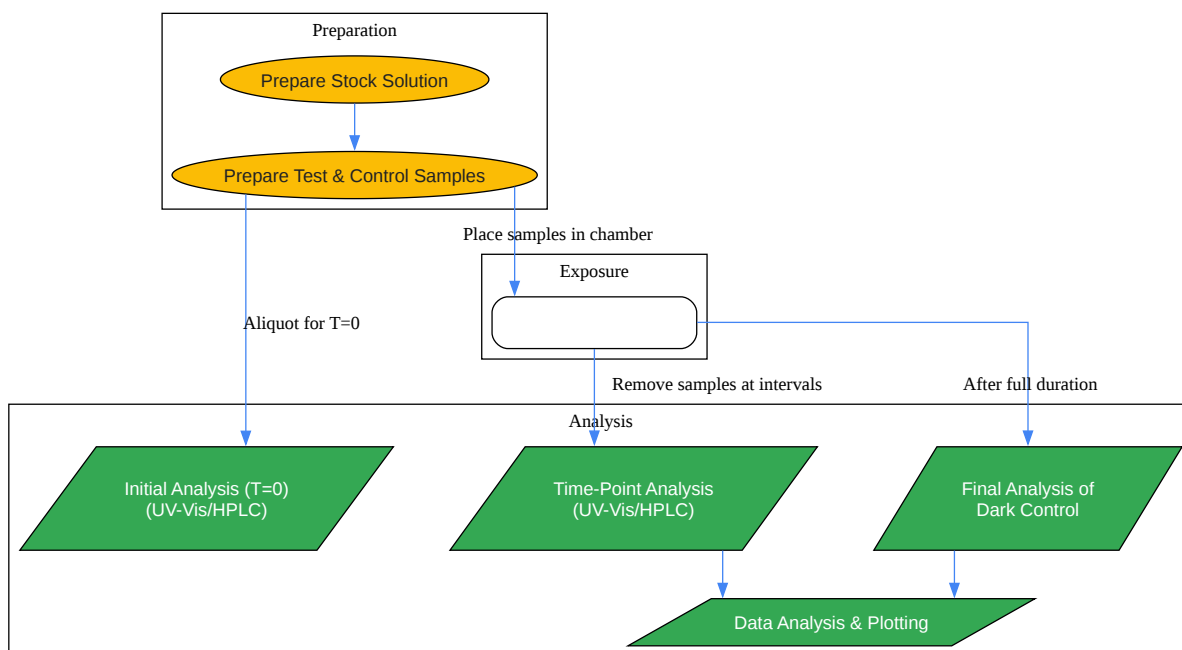 Preparation
Prepare Stock Solution
Prepare Test & Control Samples
Place samples in chamber
Exposure
Aliquot for T=0
Remove samples at intervals
After full duration
Analysis
Initial Analysis (T=0)
(UV-Vis/HPLC)
Time-Point Analysis
(UV-Vis/HPLC)
Final Analysis of
Dark Control
Data Analysis & Plotting